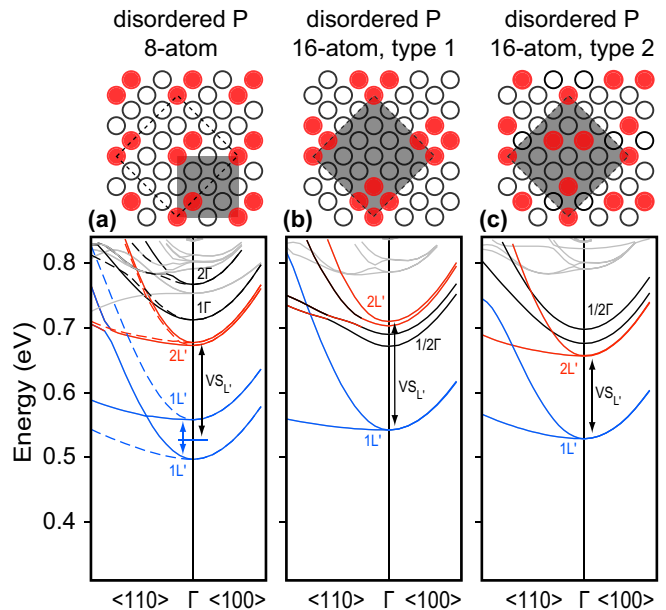 disordered P
8-atom
disordered P
16-atom, type 1
disordered P
16-atom, type 2
(a)
(b)
(c)
Energy (eV)
0.8
0.7
0.6
0.5
0.4
2Γ
1Γ
2L'
VS_L'
1L'
1L'
2L'
1/2Γ
VS_L'
1L'
1/2Γ
2L'
VS_L'
1L'
<110> Γ <100>
<110> Γ <100>
<110> Γ <100>